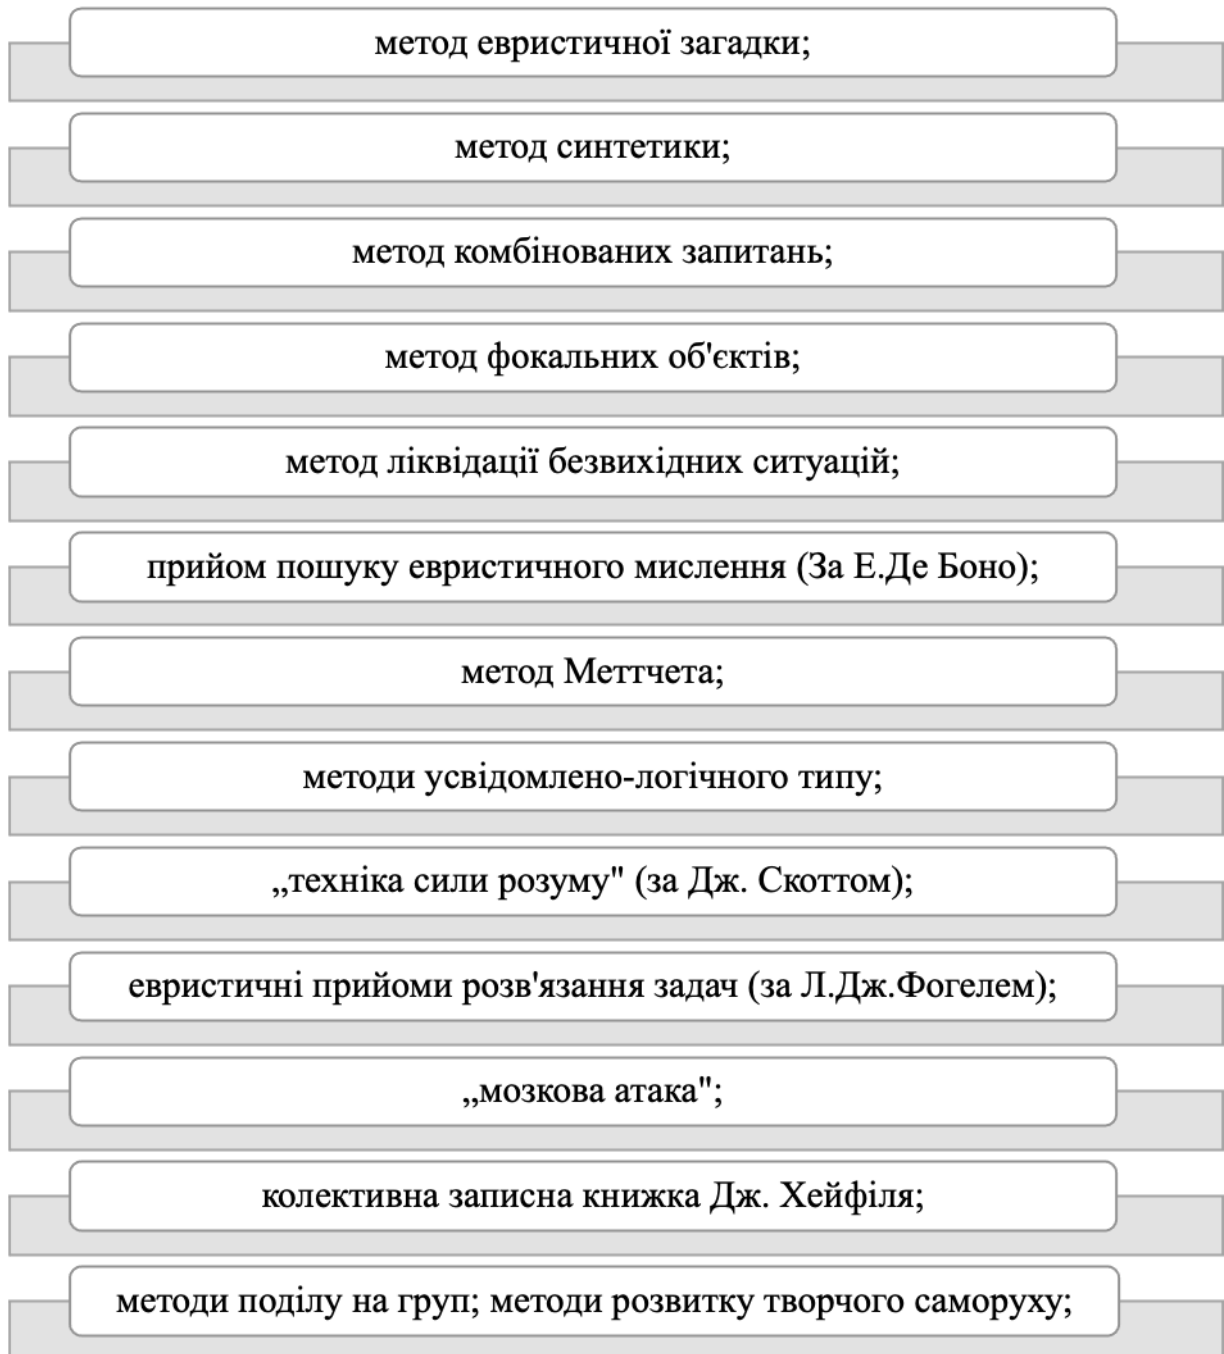 метод евристичної загадки;
метод синтетики;
метод комбінованих запитань;
метод фокальних об'єктів;
метод ліквідації безвихідних ситуацій;
прийом пошуку евристичного мислення (За Е.Де Боно);
метод Меттчета;
методи усвідомлено-логічного типу;
„техніка сили розуму" (за Дж. Скоттом);
евристичні прийоми розв'язання задач (за Л.Дж.Фогелем);
„мозкова атака";
колективна записна книжка Дж. Хейфіля;
методи поділу на груп; методи розвитку творчого саморуху;